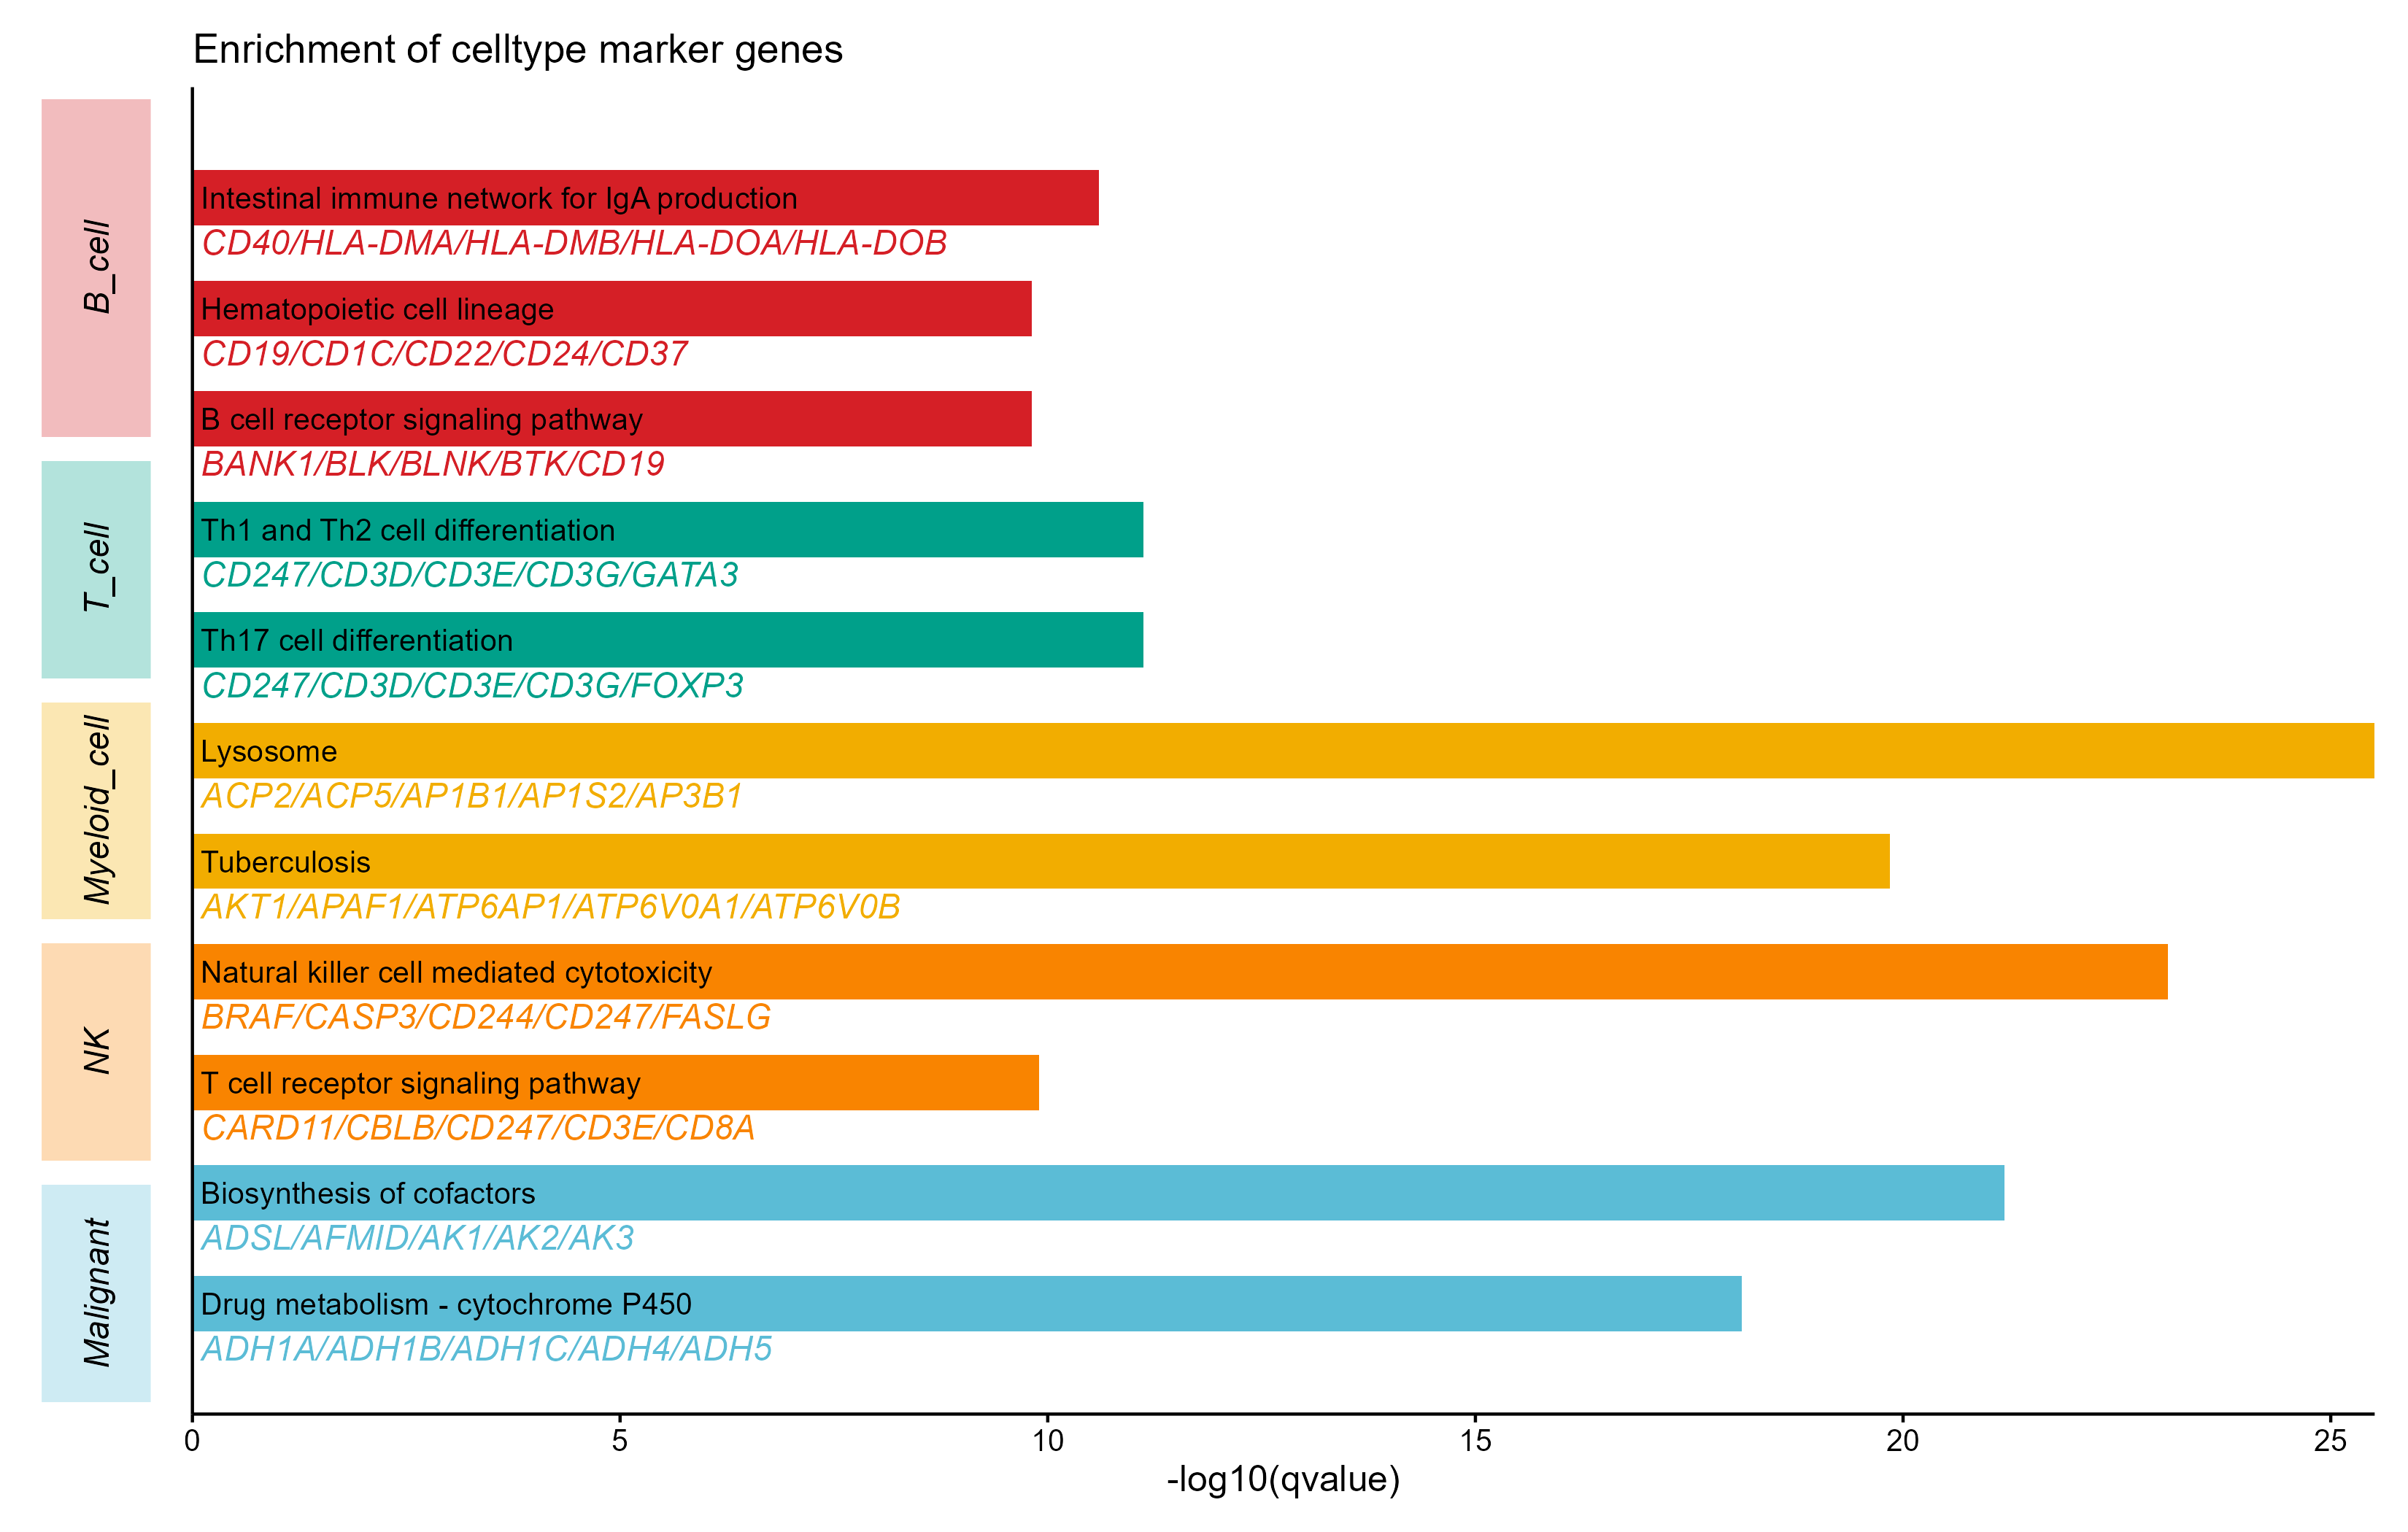 Enrichment of celltype marker genes
B_cell
Intestinal immune network for IgA production
CD40/HLA-DMA/HLA-DMB/HLA-DOA/HLA-DOB
Hematopoietic cell lineage
CD19/CD1C/CD22/CD24/CD37
B cell receptor signaling pathway
BANK1/BLK/BLNK/BTK/CD19
T_cell
Th1 and Th2 cell differentiation
CD247/CD3D/CD3E/CD3G/GATA3
Th17 cell differentiation
CD247/CD3D/CD3E/CD3G/FOXP3
Myeloid_cell
Lysosome
ACP2/ACP5/AP1B1/AP1S2/AP3B1
Tuberculosis
AKT1/APAF1/ATP6AP1/ATP6V0A1/ATP6V0B
NK
Natural killer cell mediated cytotoxicity
BRAF/CASP3/CD244/CD247/FASLG
T cell receptor signaling pathway
CARD11/CBLB/CD247/CD3E/CD8A
Malignant
Biosynthesis of cofactors
ADSL/AFMID/AK1/AK2/AK3
Drug metabolism - cytochrome P450
ADH1A/ADH1B/ADH1C/ADH4/ADH5
0 5 10 15 20 25
-log10(qvalue)